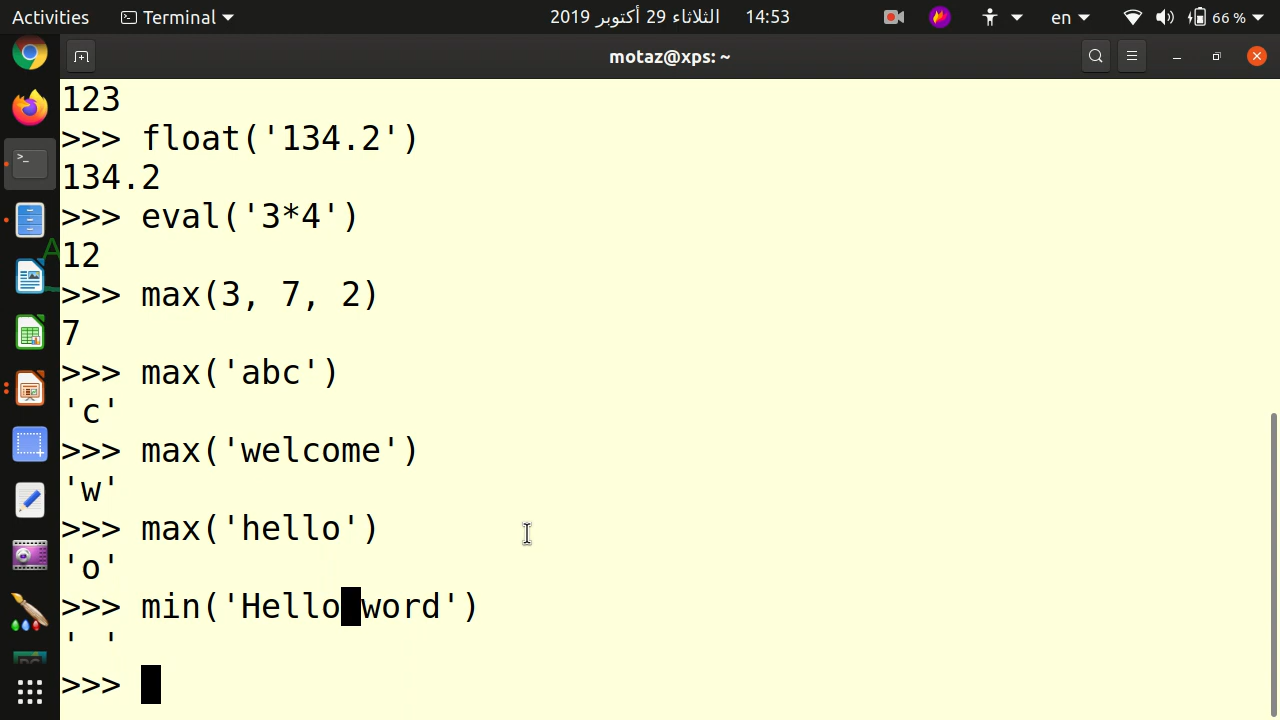 Activities Terminal 2019 الثلاثاء 29 أكتوبر 14:53 en 66 %
motaz@xps: ~
123
>>> float('134.2')
134.2
>>> eval('3*4')
12
>>> max(3, 7, 2)
7
>>> max('abc')
'c'
>>> max('welcome')
'w'
>>> max('hello')
'o'
>>> min('Hello word')
' '
>>>